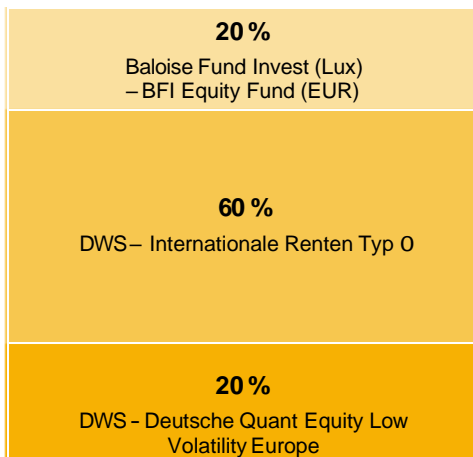 20 %
Baloise Fund Invest (Lux)
– BFI Equity Fund (EUR)
60 %
DWS – Internationale Renten Typ O
20 %
DWS - Deutsche Quant Equity Low
Volatility Europe